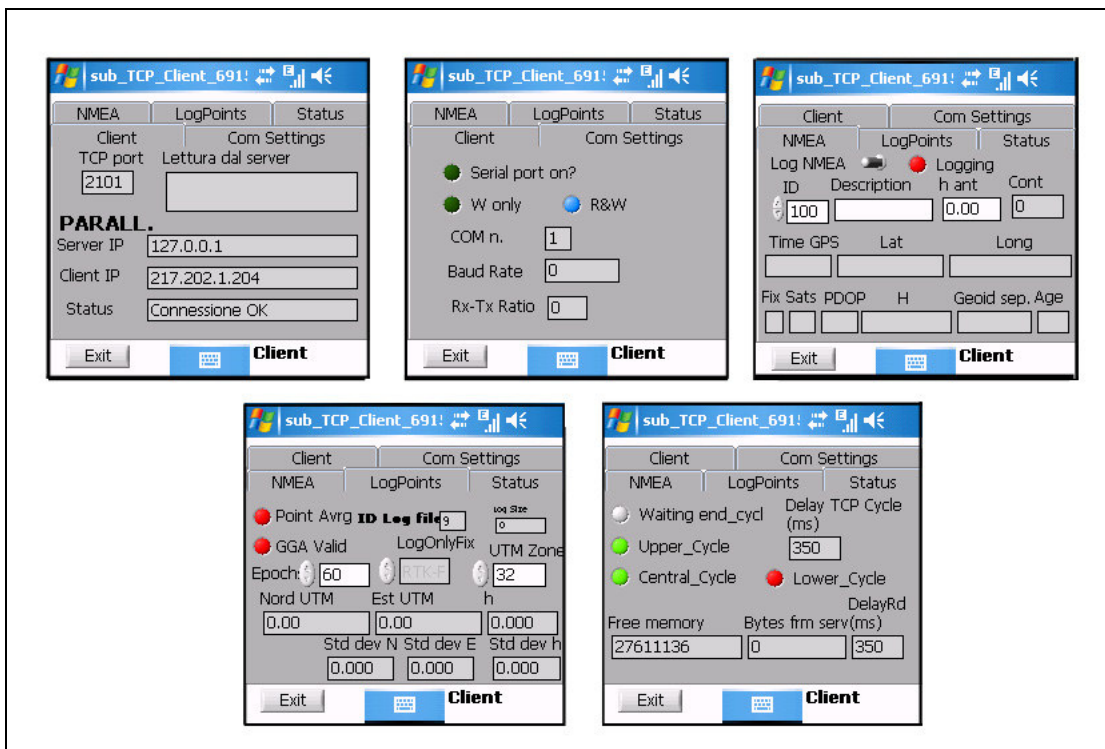 sub_TCP_Client_691!
NMEA LogPoints Status
Client Com Settings
TCP port Lettura dal server
2101
PARALL.
Server IP 127.0.0.1
Client IP 217.202.1.204
Status Connessione OK
Exit Client
sub_TCP_Client_691!
NMEA LogPoints Status
Client Com Settings
Serial port on?
W only R&W
COM n. 1
Baud Rate 0
Rx-Tx Ratio 0
Exit Client
sub_TCP_Client_691!
Client Com Settings
NMEA LogPoints Status
Log NMEA Logging
ID Description h ant Cont
100 0.00 0
Time GPS Lat Long
Fix Sats PDOP H Geoid sep. Age
Exit Client
sub_TCP_Client_691!
Client Com Settings
NMEA LogPoints Status
Point Avrg ID Log file 9 Log Size
0
GGA Valid LogOnlyFix UTM Zone
Epoch: 60 RTK-F 32
Nord UTM Est UTM h
0.00 0.00 0.000
Std dev N Std dev E Std dev h
0.000 0.000 0.000
Exit Client
sub_TCP_Client_691!
Client Com Settings
NMEA LogPoints Status
Waiting end_cycl Delay TCP Cycle
(ms)
Upper_Cycle 350
Central_Cycle Lower_Cycle
DelayRd
Free memory Bytes frm serv (ms)
27611136 0 350
Exit Client